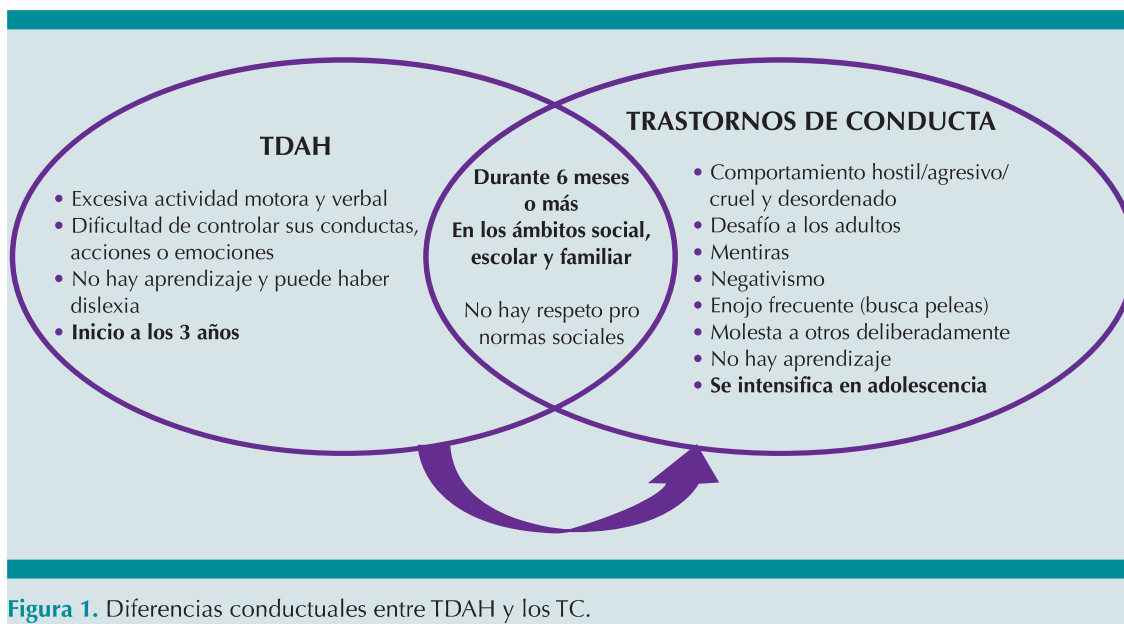 TDAH
• Excesiva actividad motora y verbal
• Dificultad de controlar sus conductas,
acciones o emociones
• No hay aprendizaje y puede haber
dislexia
• Inicio a los 3 años
Durante 6 meses
o más
En los ámbitos social,
escolar y familiar
No hay respeto pro
normas sociales
TRASTORNOS DE CONDUCTA
• Comportamiento hostil/agresivo/
cruel y desordenado
• Desafío a los adultos
• Mentiras
• Negativismo
• Enojo frecuente (busca peleas)
• Molesta a otros deliberadamente
• No hay aprendizaje
• Se intensifica en adolescencia
Figura 1. Diferencias conductuales entre TDAH y los TC.